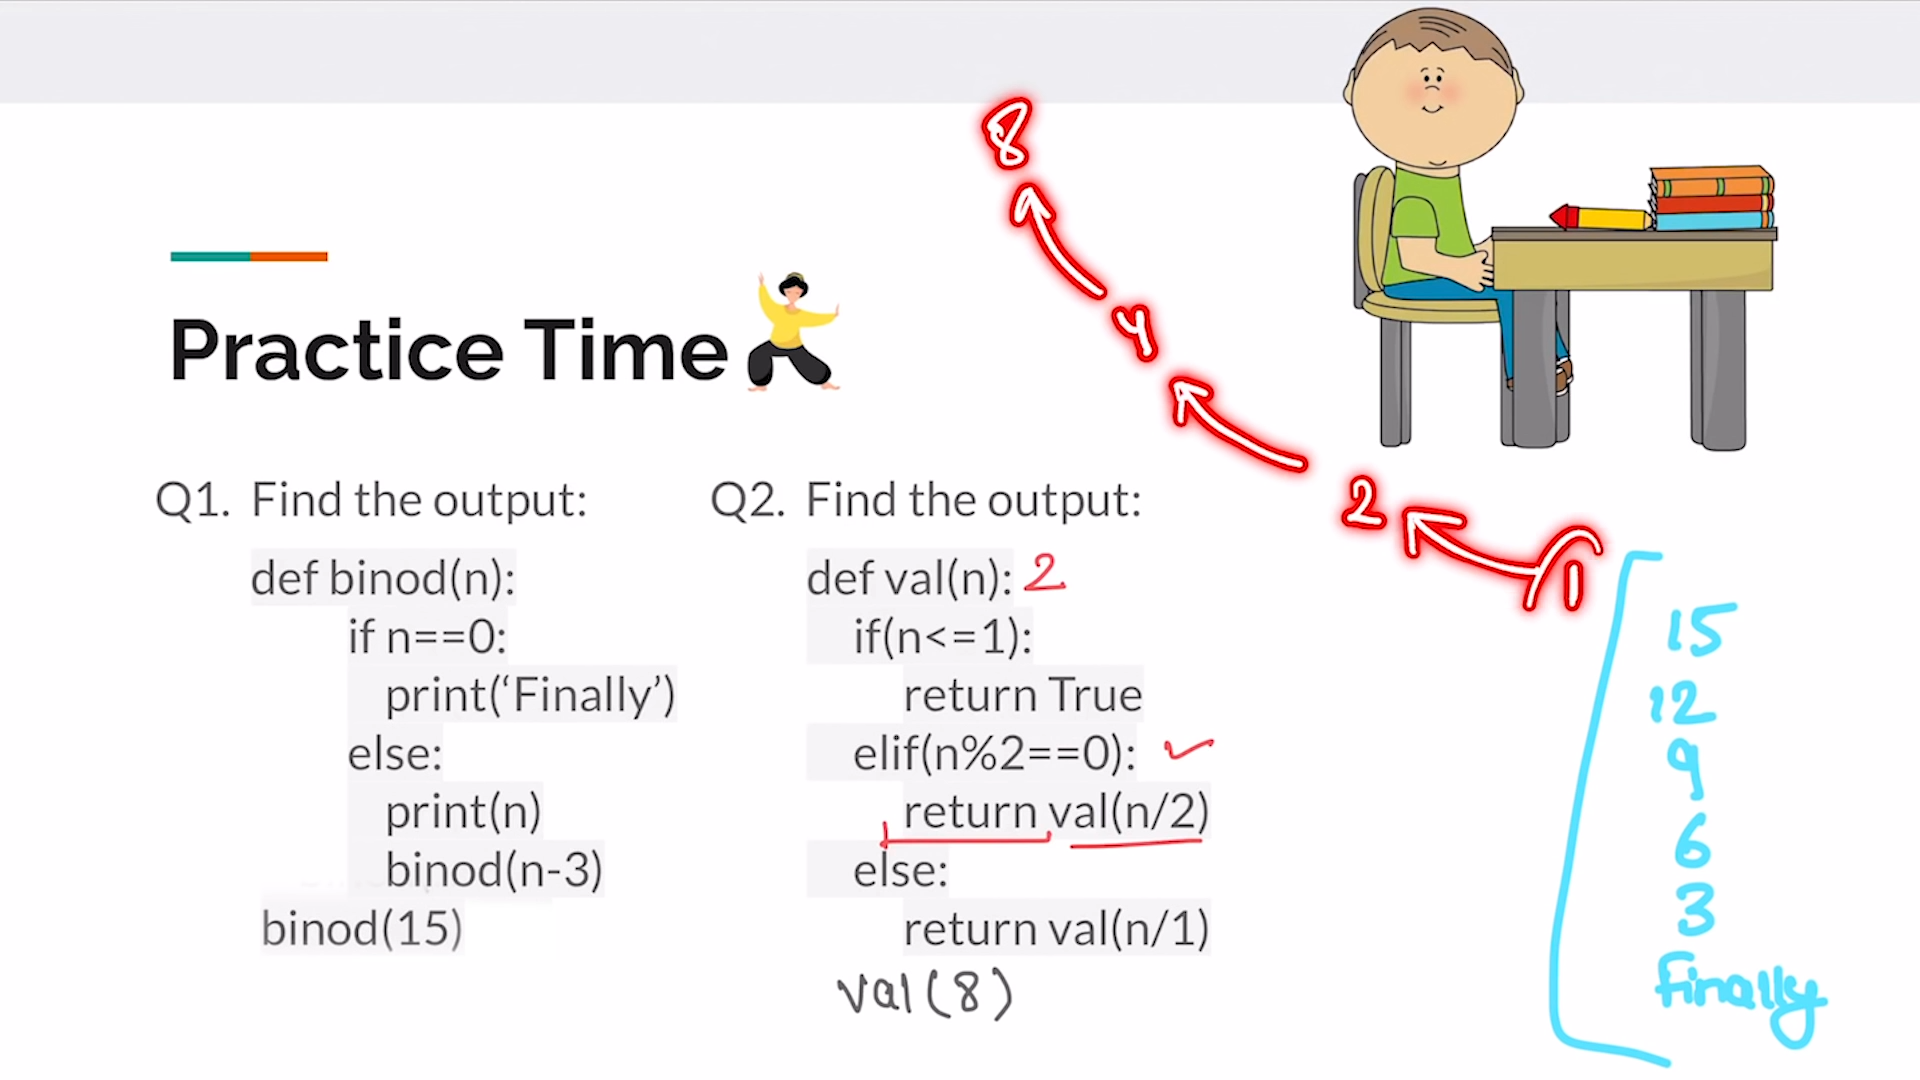 Practice Time
Q1. Find the output:
def binod(n):
if n==0:
print(‘Finally’)
else:
print(n)
binod(n-3)
binod(15)
Q2. Find the output:
def val(n): 2
if(n<=1):
return True
elif(n%2==0):
return val(n/2)
else:
return val(n/1)
val(8)
8
4
2
1
15
12
9
6
3
Finally